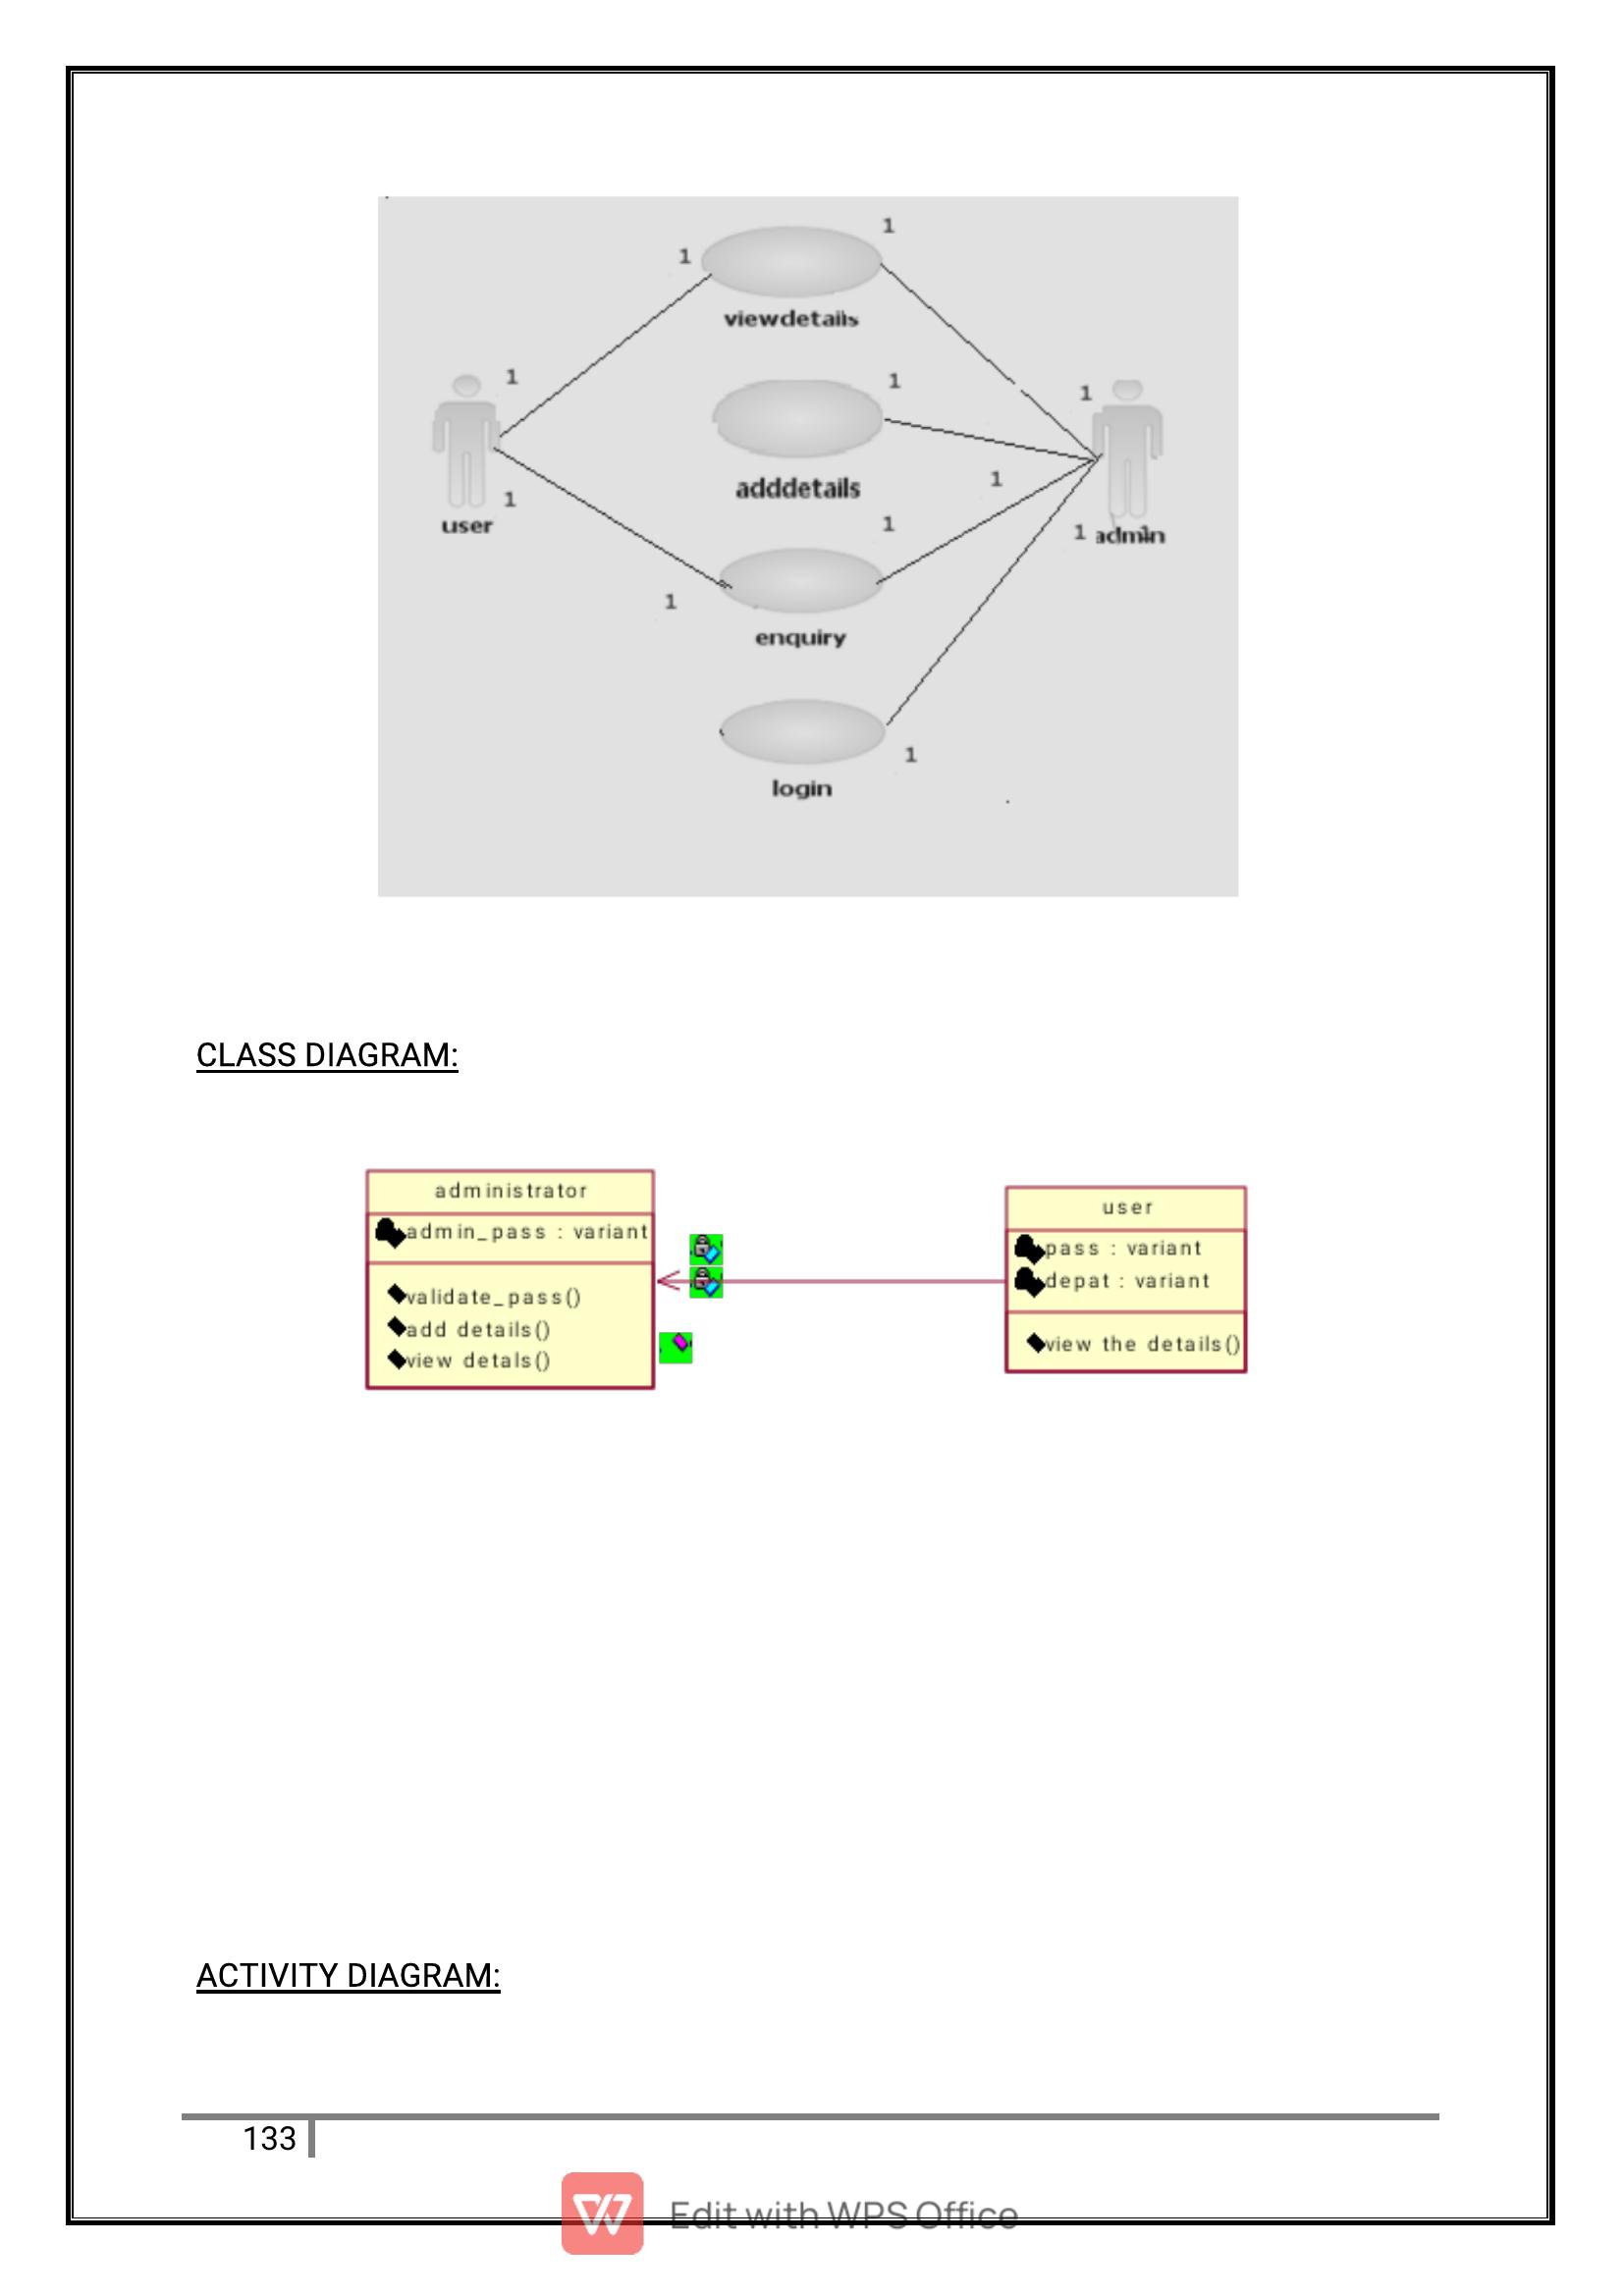 1
1
viewdetails
1
1
1
adddetails
1
1
user
1
1 admin
1
enquiry
1
login
CLASS DIAGRAM:
administrator
admin_pass : variant
validate_pass()
add details()
view detals()
user
pass : variant
depat : variant
view the details()
ACTIVITY DIAGRAM:
133
Edit with WPS Office